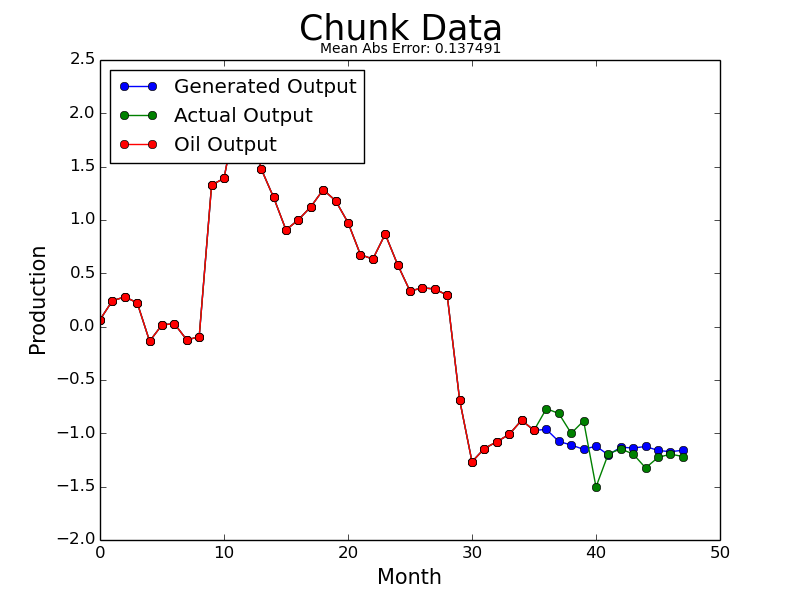 Chunk Data
Mean Abs Error: 0.137491
2.5
2.0
1.5
1.0
0.5
0.0
−0.5
−1.0
−1.5
−2.0
Generated Output
Actual Output
Oil Output
Production
0 10 20 30 40 50
Month